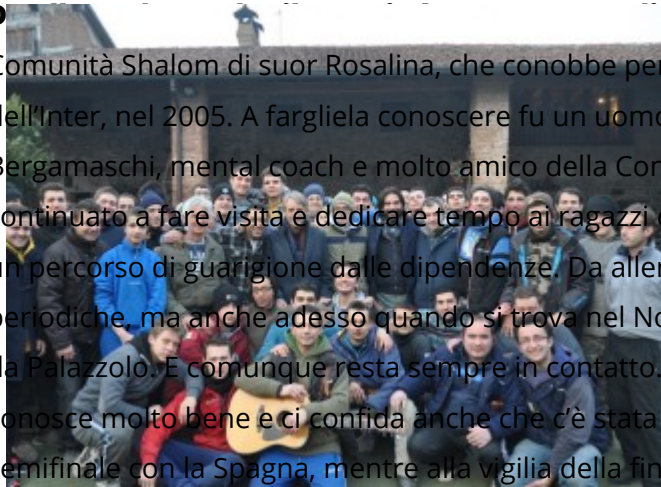 Comunità Shalom di suor Rosalina, che conobbe per
dell'Inter, nel 2005. A fargliela conoscere fu un uomo
Bergamaschi, mental coach e molto amico della Com
continuato a fare visita e dedicare tempo ai ragazzi
un percorso di guarigione dalle dipendenze. Da aller
periodiche, ma anche adesso quando si trova nel No
da Palazzolo. E comunque resta sempre in contatto.
conosce molto bene e ci confida anche che c'è stata
semifinale con la Spagna, mentre alla vigilia della fin